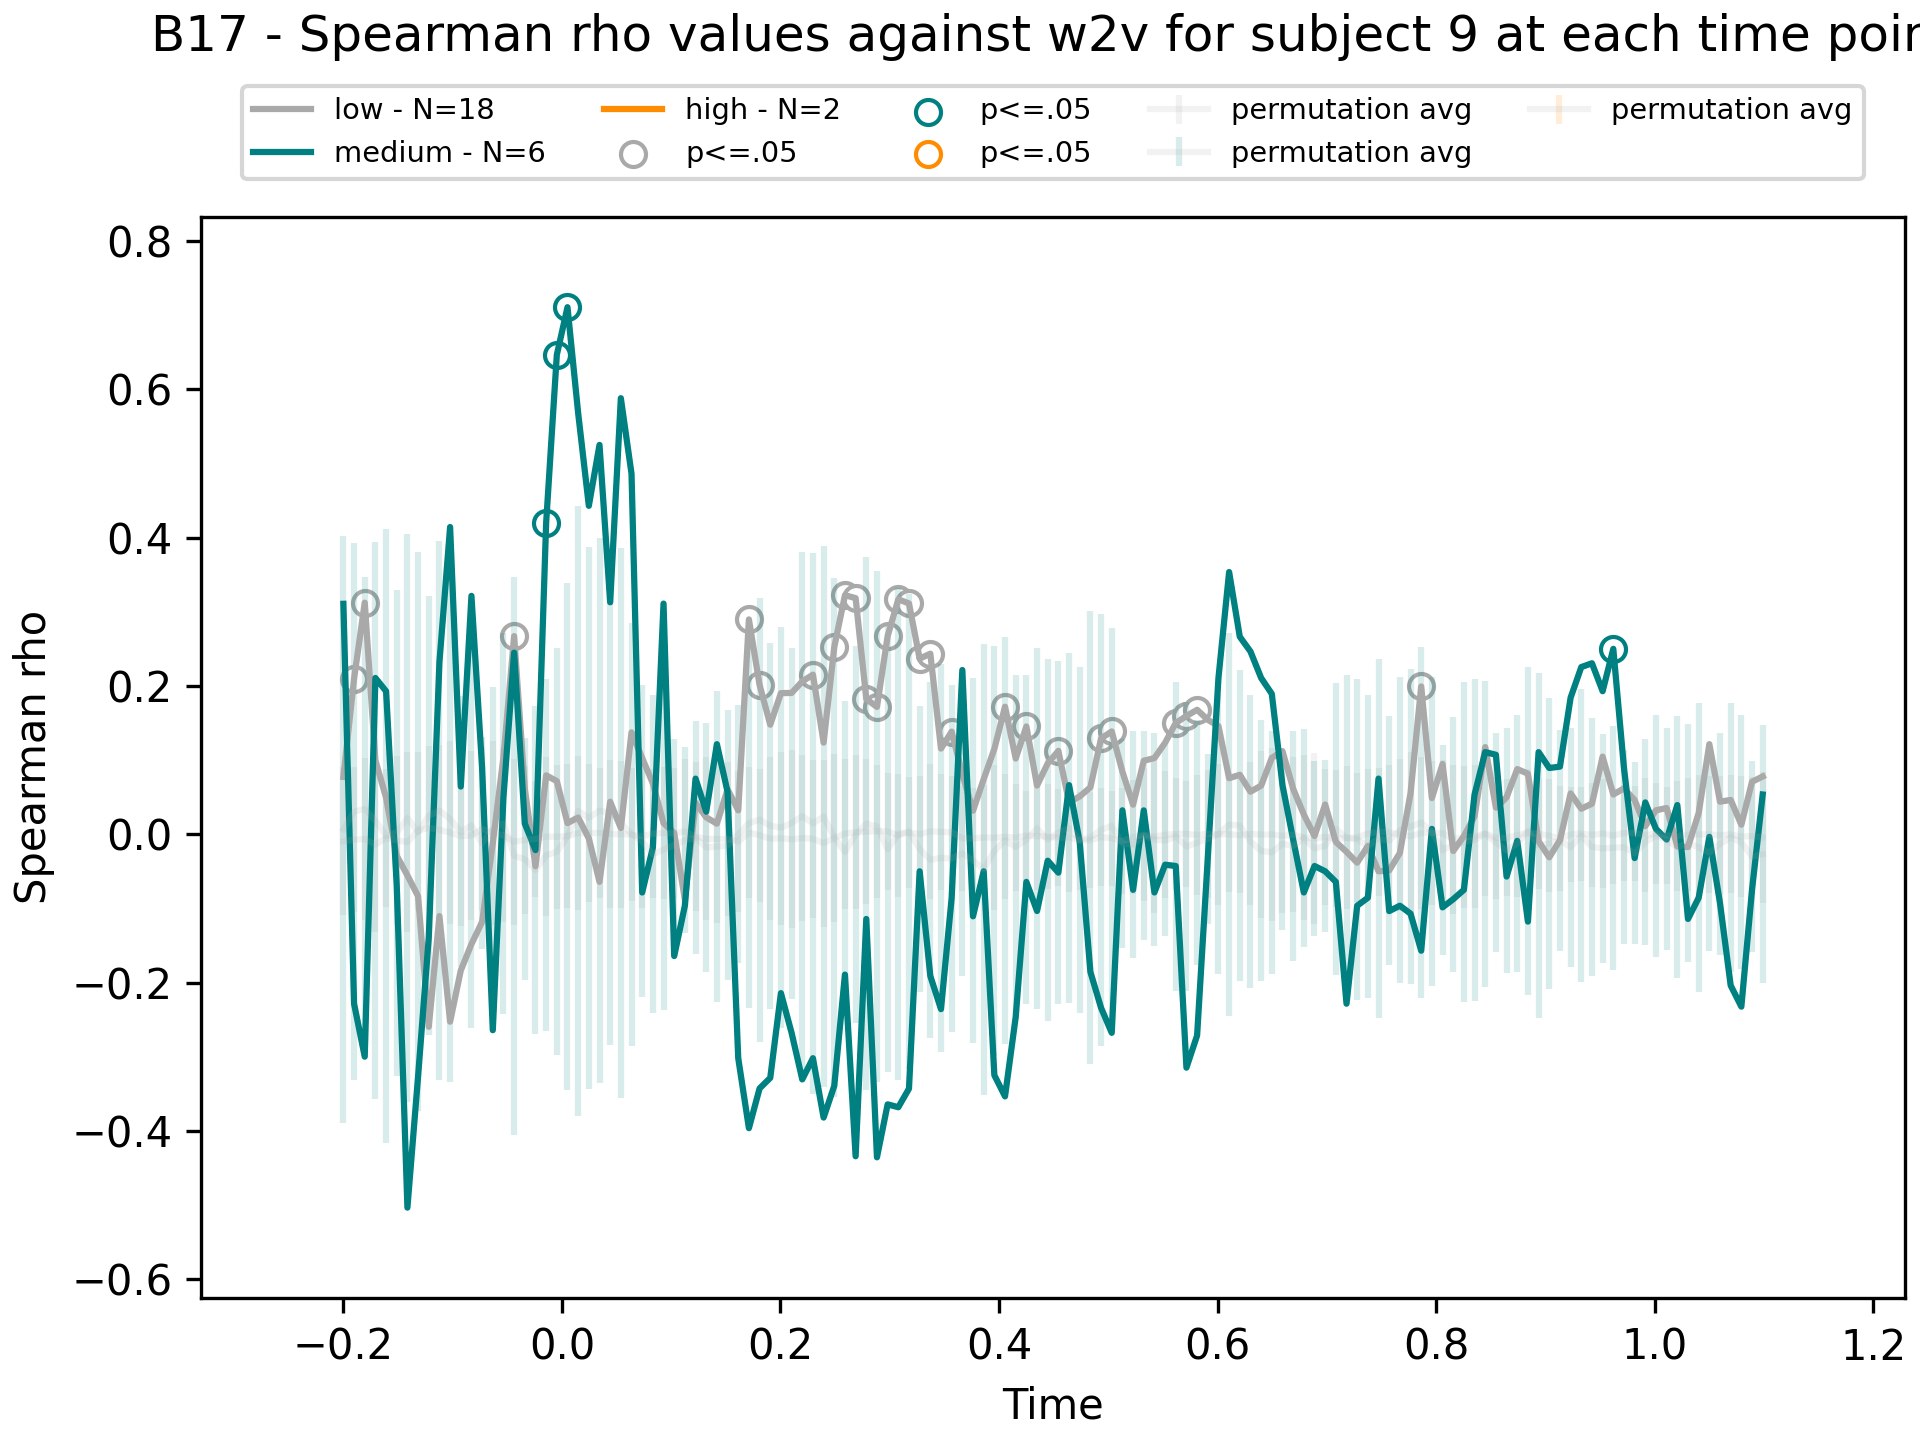 B17 - Spearman rho values against w2v for subject 9 at each time poin
low - N=18
medium - N=6
high - N=2
p<=.05
p<=.05
p<=.05
permutation avg
permutation avg
permutation avg
Spearman rho
0.8
0.6
0.4
0.2
0.0
−0.2
−0.4
−0.6
−0.2
0.0
0.2
0.4
0.6
0.8
1.0
1.2
Time